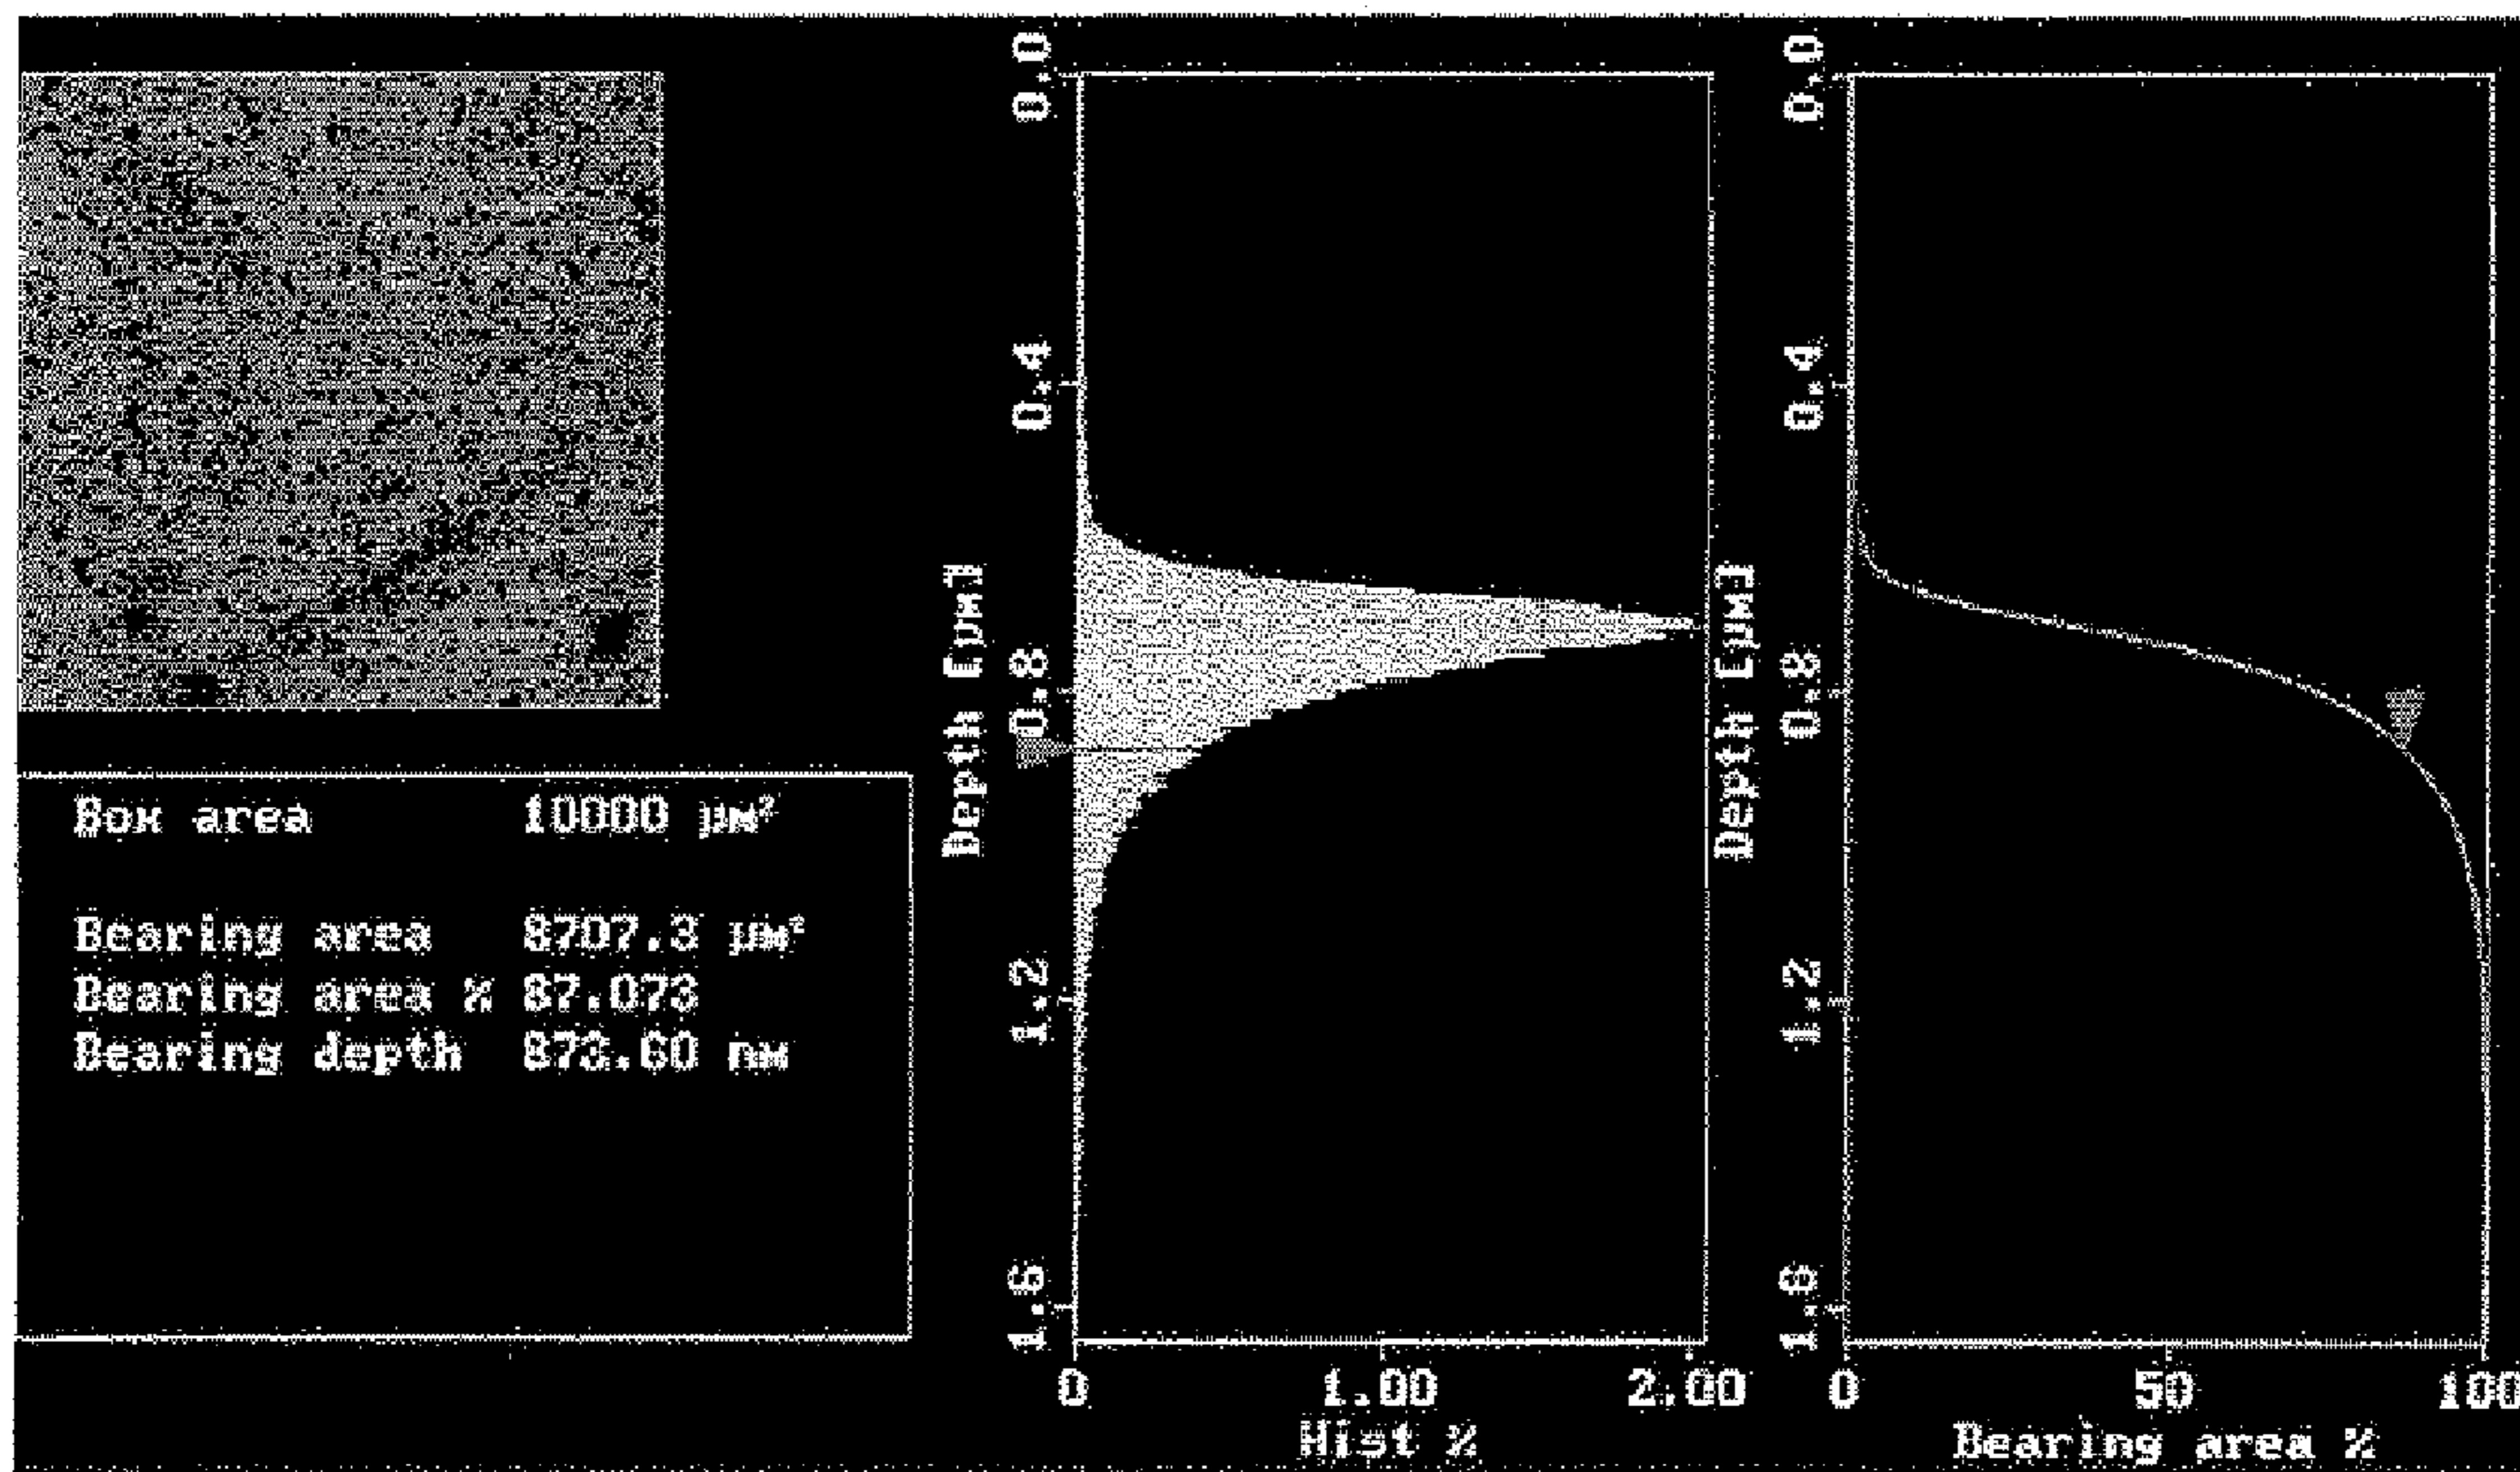 Box area 10000 µm²
Bearing area 8707.3 µm²
Bearing area % 87.073
Bearing depth 873.60 nm
Depth [µm]
0.0
0.4
0.8
1.2
1.6
0 1.00 2.00
Hist %
Depth [µm]
0.0
0.4
0.8
1.2
1.6
0 50 100
Bearing area %